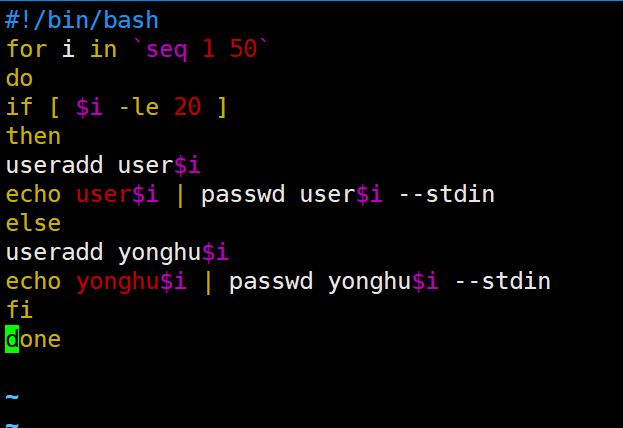 #!/bin/bash
for i in `seq 1 50`
do
if [ $i -le 20 ]
then
useradd user$i
echo user$i | passwd user$i --stdin
else
useradd yonghu$i
echo yonghu$i | passwd yonghu$i --stdin
fi
done
~
~